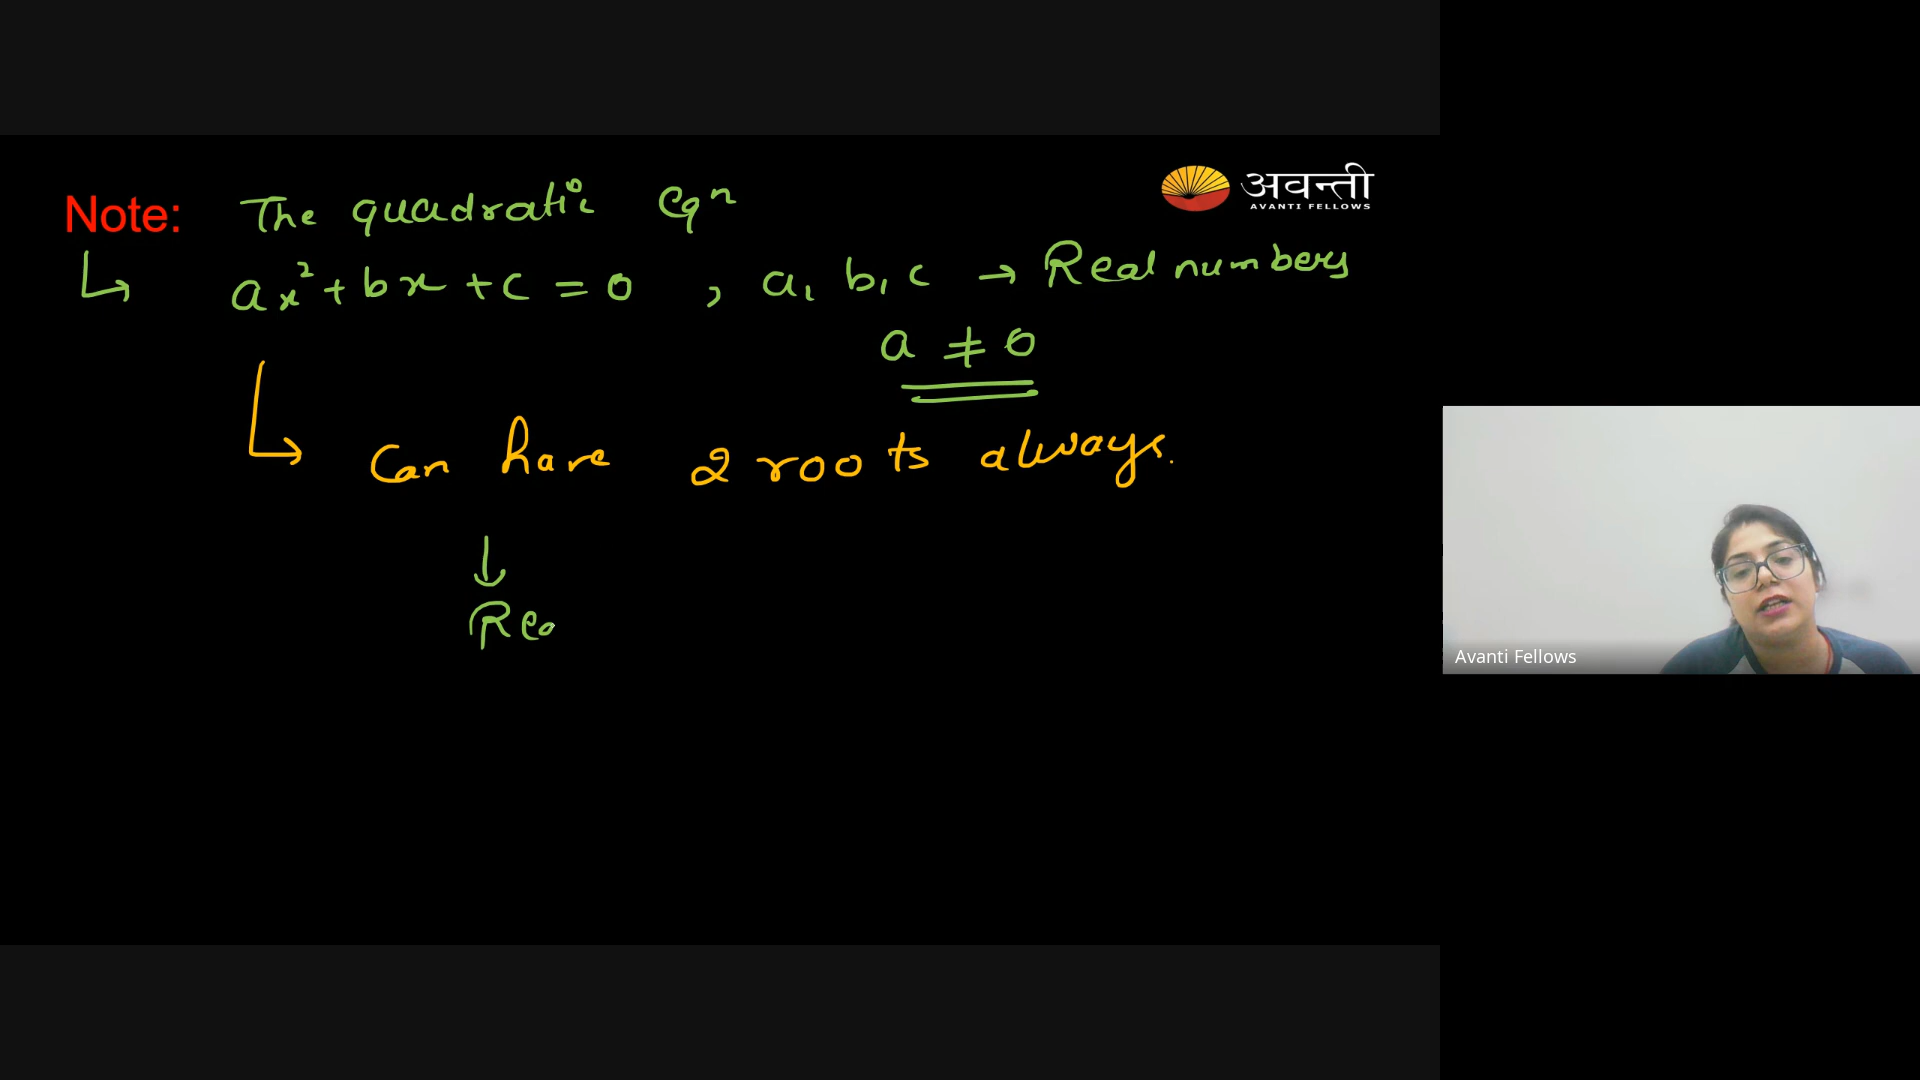 Note: The quadratic Eqn
अवन्ती
AVANTI FELLOWS
↳ ax²+bx+c=0 , a, b, c → Real numbers
a ≠ 0
↳ Can have 2 roots always.
↓
Rea
Avanti Fellows